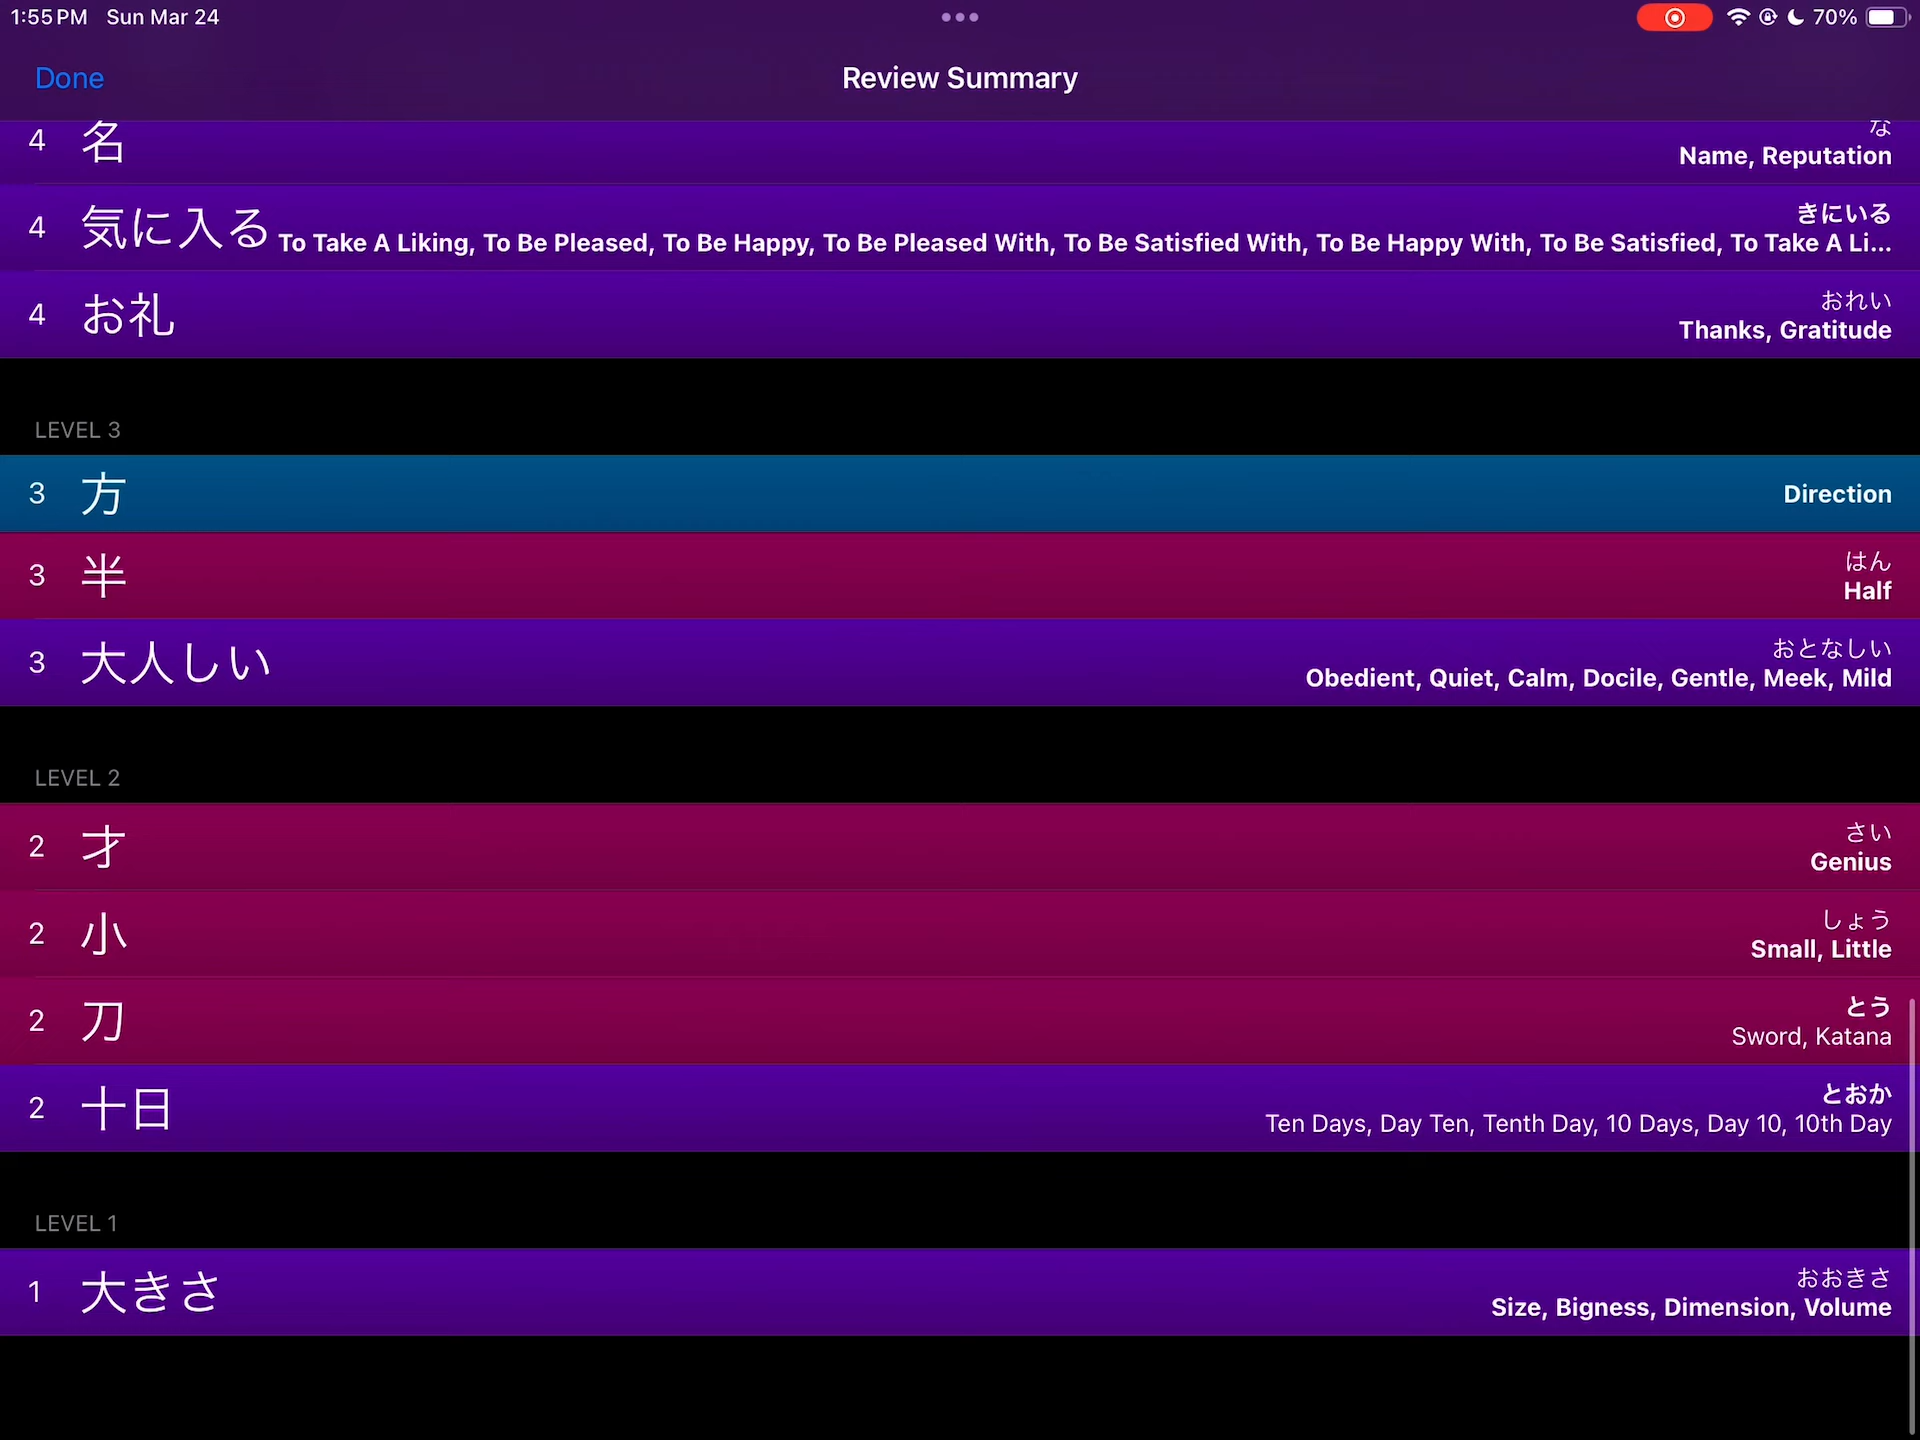 1:55 PM Sun Mar 24
70%
Done
Review Summary
4 名
な
Name, Reputation
4 気に入る
きにいる
To Take A Liking, To Be Pleased, To Be Happy, To Be Pleased With, To Be Satisfied With, To Be Happy With, To Be Satisfied, To Take A Li...
4 お礼
おれい
Thanks, Gratitude
LEVEL 3
3 方
Direction
3 半
はん
Half
3 大人しい
おとなしい
Obedient, Quiet, Calm, Docile, Gentle, Meek, Mild
LEVEL 2
2 才
さい
Genius
2 小
しょう
Small, Little
2 刀
とう
Sword, Katana
2 十日
とおか
Ten Days, Day Ten, Tenth Day, 10 Days, Day 10, 10th Day
LEVEL 1
1 大きさ
おおきさ
Size, Bigness, Dimension, Volume